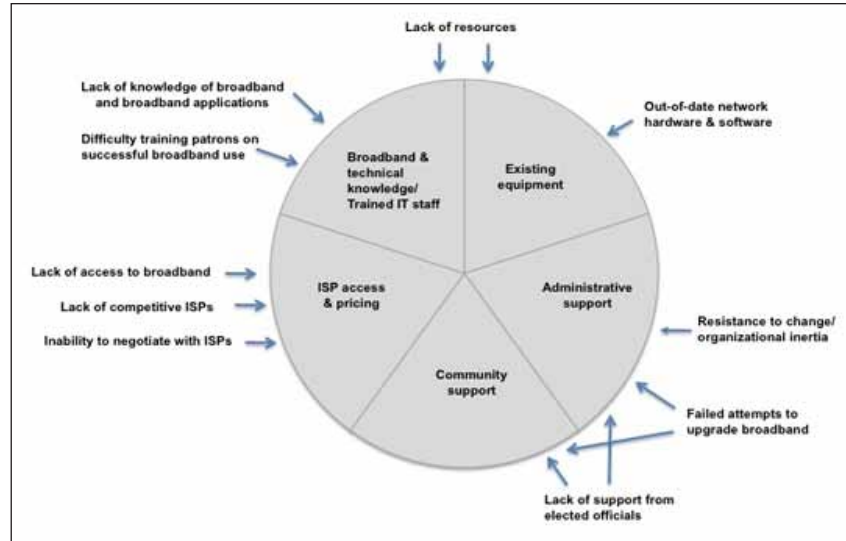 Lack of resources
Lack of knowledge of broadband
and broadband applications
Out-of-date network
hardware & software
Difficulty training patrons on
successful broadband use
Broadband &
technical
knowledge/
Trained IT staff
Existing
equipment
Lack of access to broadband
Lack of competitive ISPs
Inability to negotiate with ISPs
ISP access
& pricing
Administrative
support
Resistance to change/
organizational inertia
Community
support
Failed attempts to
upgrade broadband
Lack of support from
elected officials